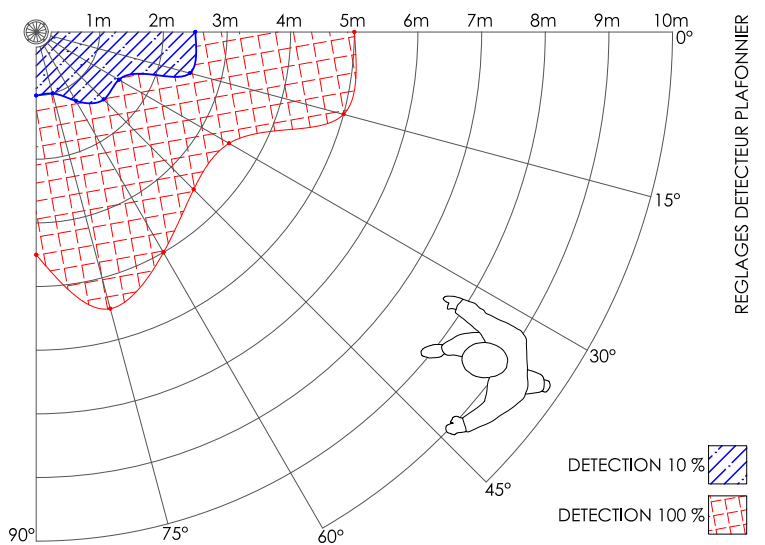 1m 2m 3m 4m 5m 6m 7m 8m 9m 10m
0°
15°
30°
45°
60°
75°
90°
REGLAGES DETECTEUR PLAFONNIER
DETECTION 10 %
DETECTION 100 %